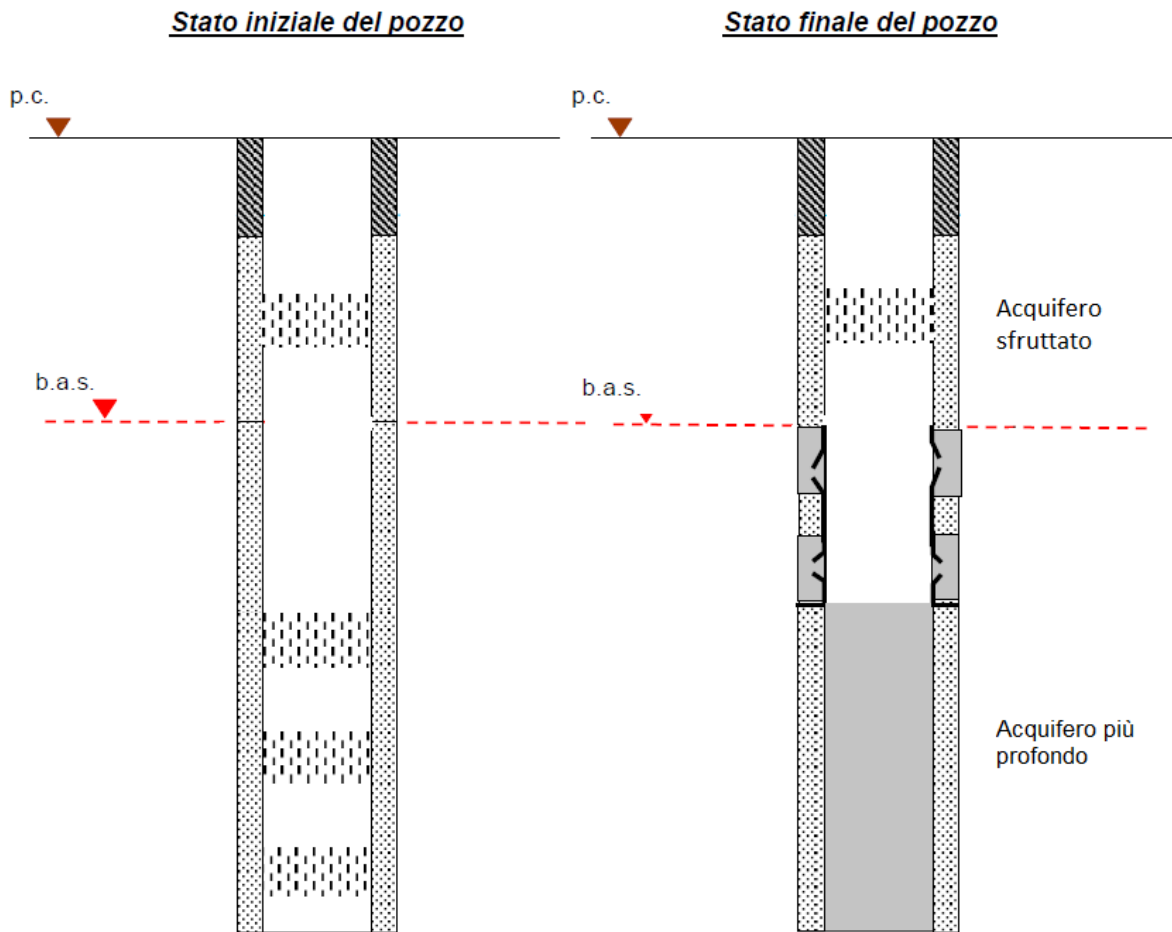 Stato iniziale del pozzo
Stato finale del pozzo
p.c.
p.c.
Acquifero
sfruttato
b.a.s.
b.a.s.
Acquifero più
profondo